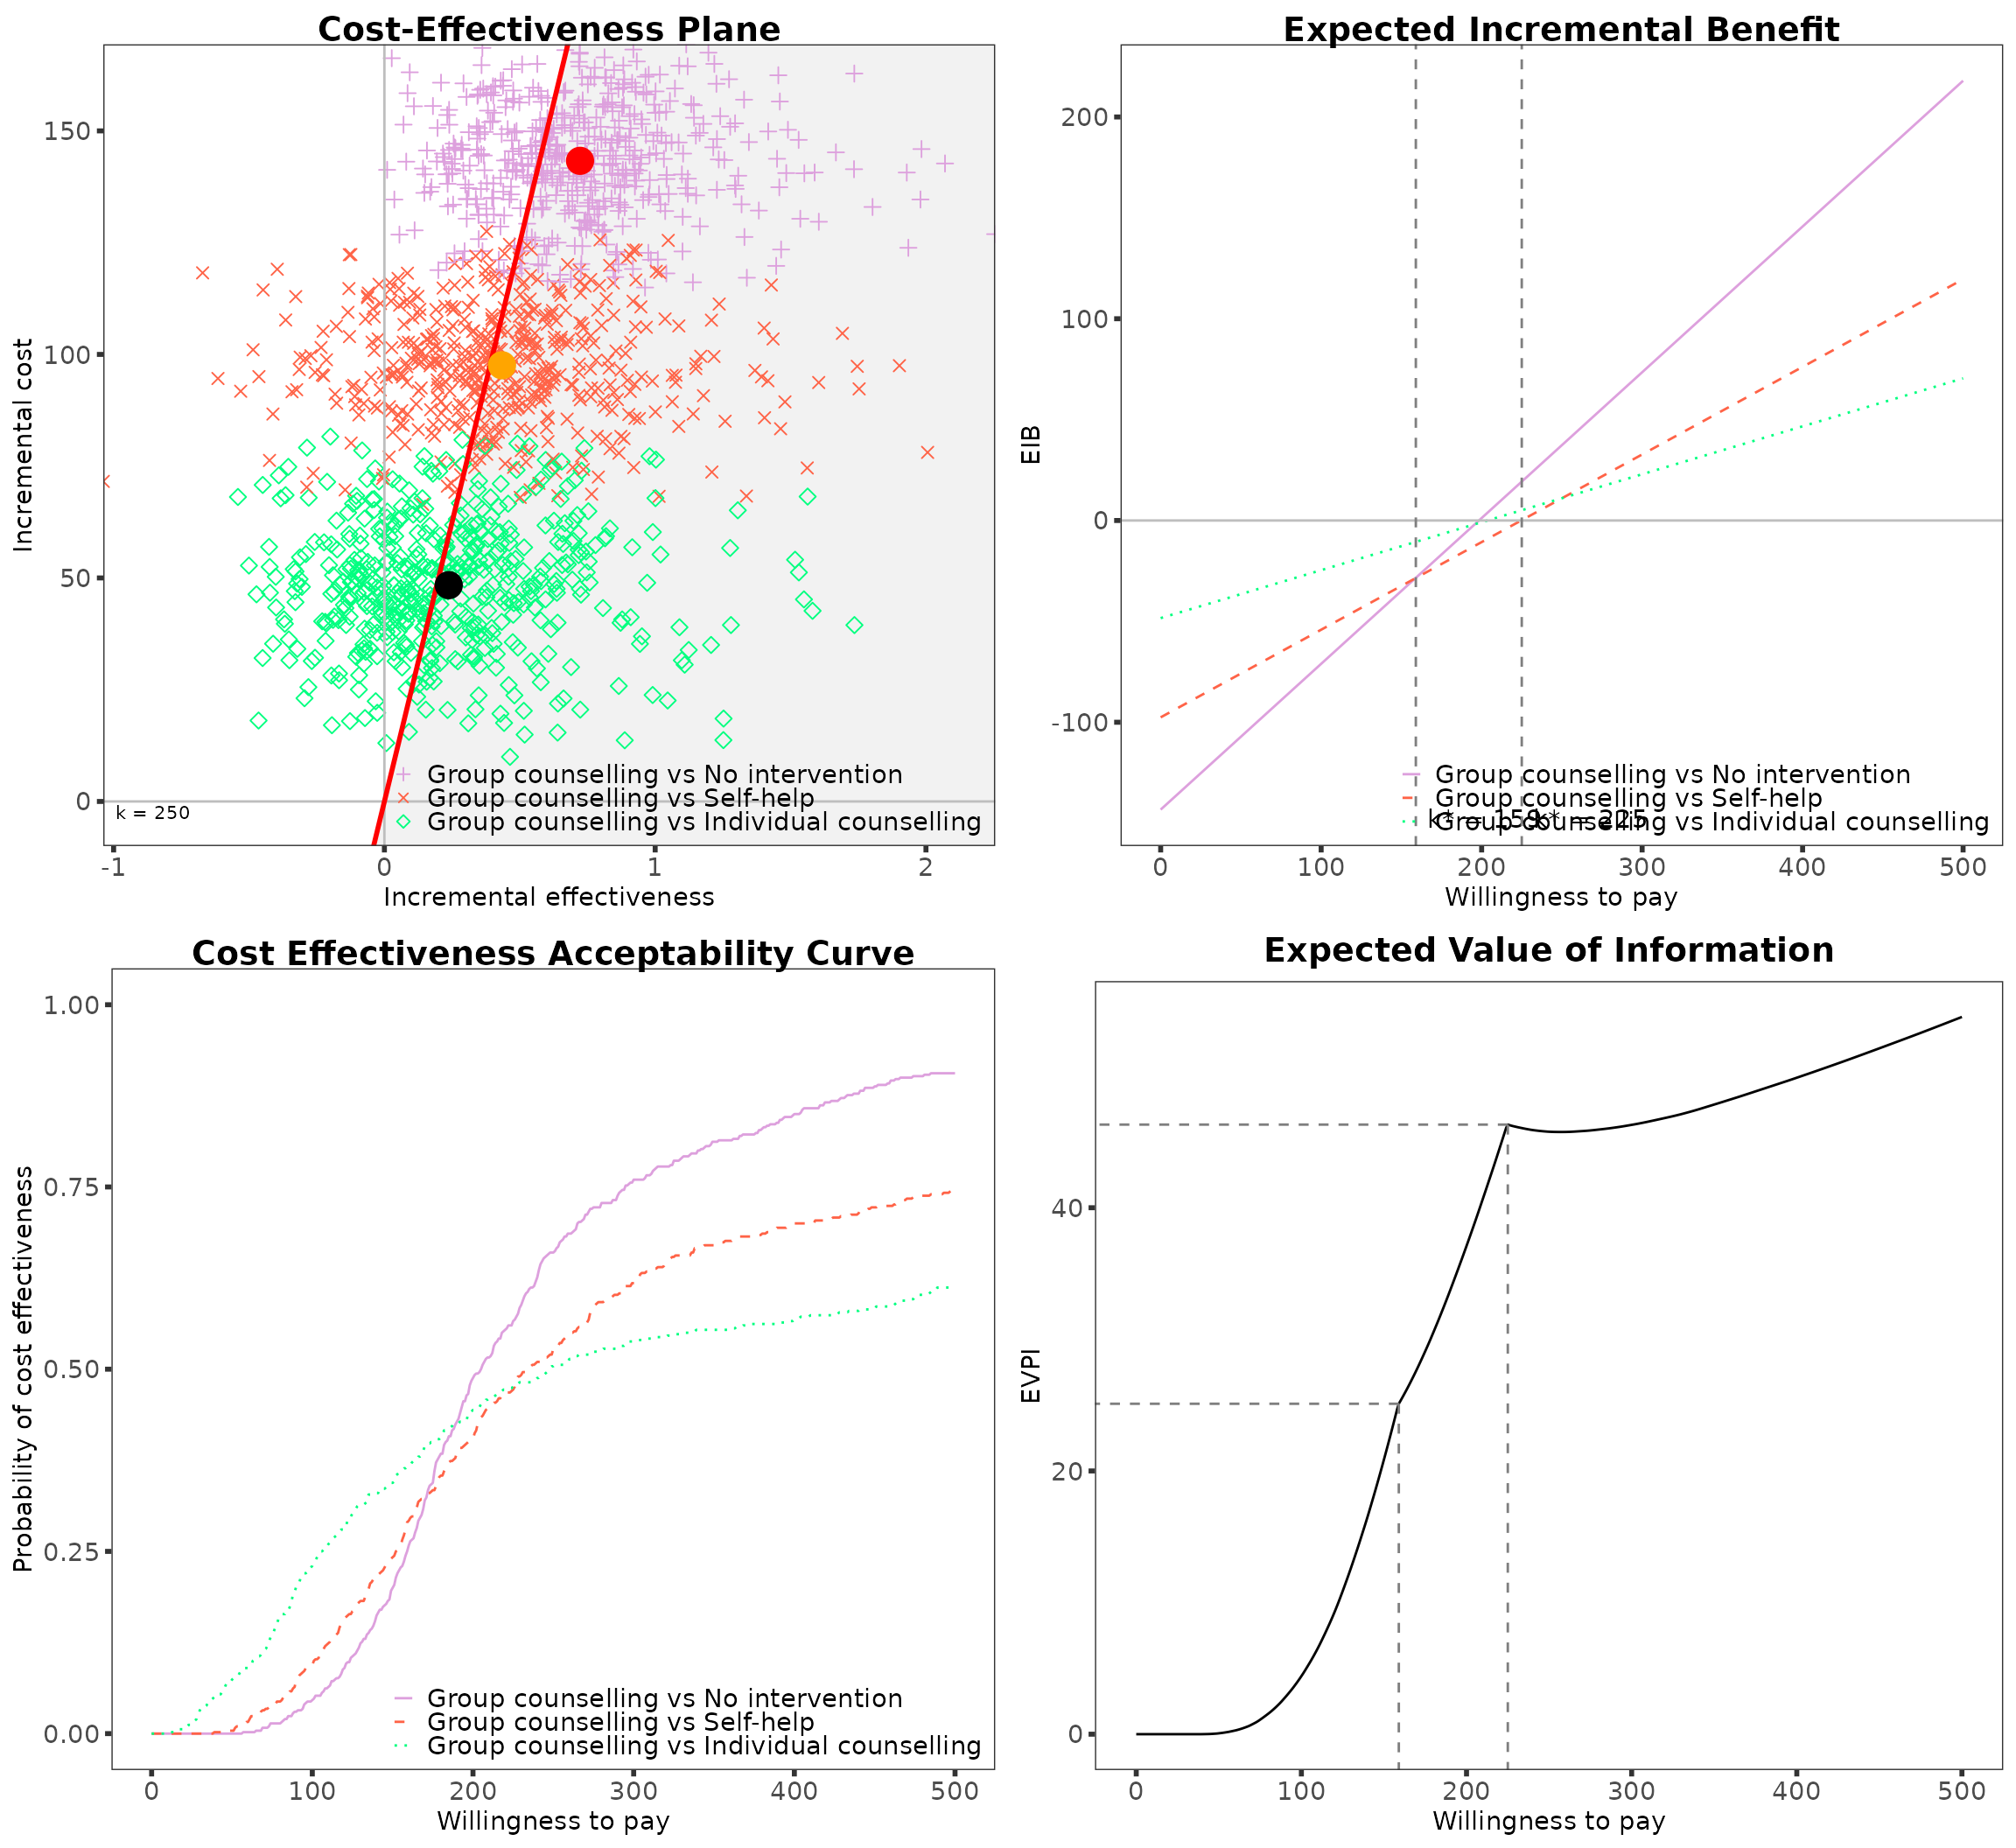 Cost-Effectiveness Plane
150
100
50
0
Incremental cost
k = 250
Group counselling vs No intervention
Group counselling vs Self-help
Group counselling vs Individual counselling
-1
0
1
2
Incremental effectiveness
Expected Incremental Benefit
200
100
0
-100
EIB
Group counselling vs No intervention
Group counselling vs Self-help
k* = 159
k* = 225
Group counselling vs Individual counselling
0
100
200
300
400
500
Willingness to pay
Cost Effectiveness Acceptability Curve
1.00
0.75
0.50
0.25
0.00
Probability of cost effectiveness
Group counselling vs No intervention
Group counselling vs Self-help
Group counselling vs Individual counselling
0
100
200
300
400
500
Willingness to pay
Expected Value of Information
40
20
0
EVPI
0
100
200
300
400
500
Willingness to pay